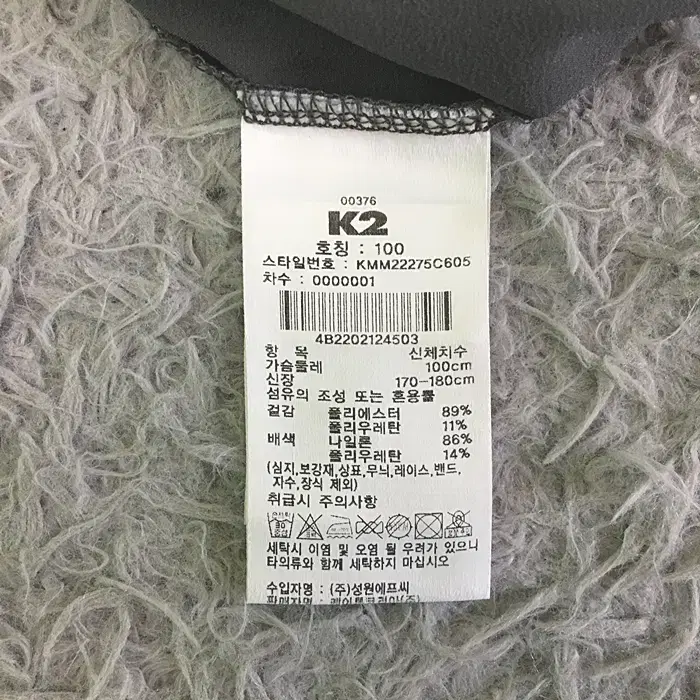 00376
K2
호칭 : 100
스타일번호 : KMM22275C605
차수 : 0000001
4B2202124503
항 목 신체치수
가슴둘레 100cm
신장 170-180cm
섬유의 조성 또는 혼용률
겉감 폴리에스터 89%
폴리우레탄 11%
배색 나일론 86%
폴리우레탄 14%
(심지,보강재,상표,무늬,레이스,밴드,
자수,장식 제외)
취급시 주의사항
세탁시 이염 및 오염 될 우려가 있으니
타의류와 함께 세탁하지 마십시오
수입자명 : (주)성원에프씨
판매자명 :